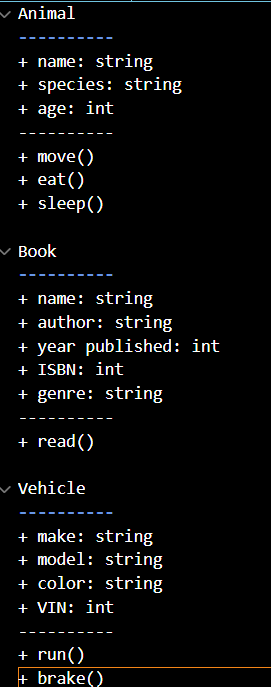 Animal
----------
+ name: string
+ species: string
+ age: int
----------
+ move()
+ eat()
+ sleep()
Book
----------
+ name: string
+ author: string
+ year published: int
+ ISBN: int
+ genre: string
----------
+ read()
Vehicle
----------
+ make: string
+ model: string
+ color: string
+ VIN: int
----------
+ run()
+ brake()